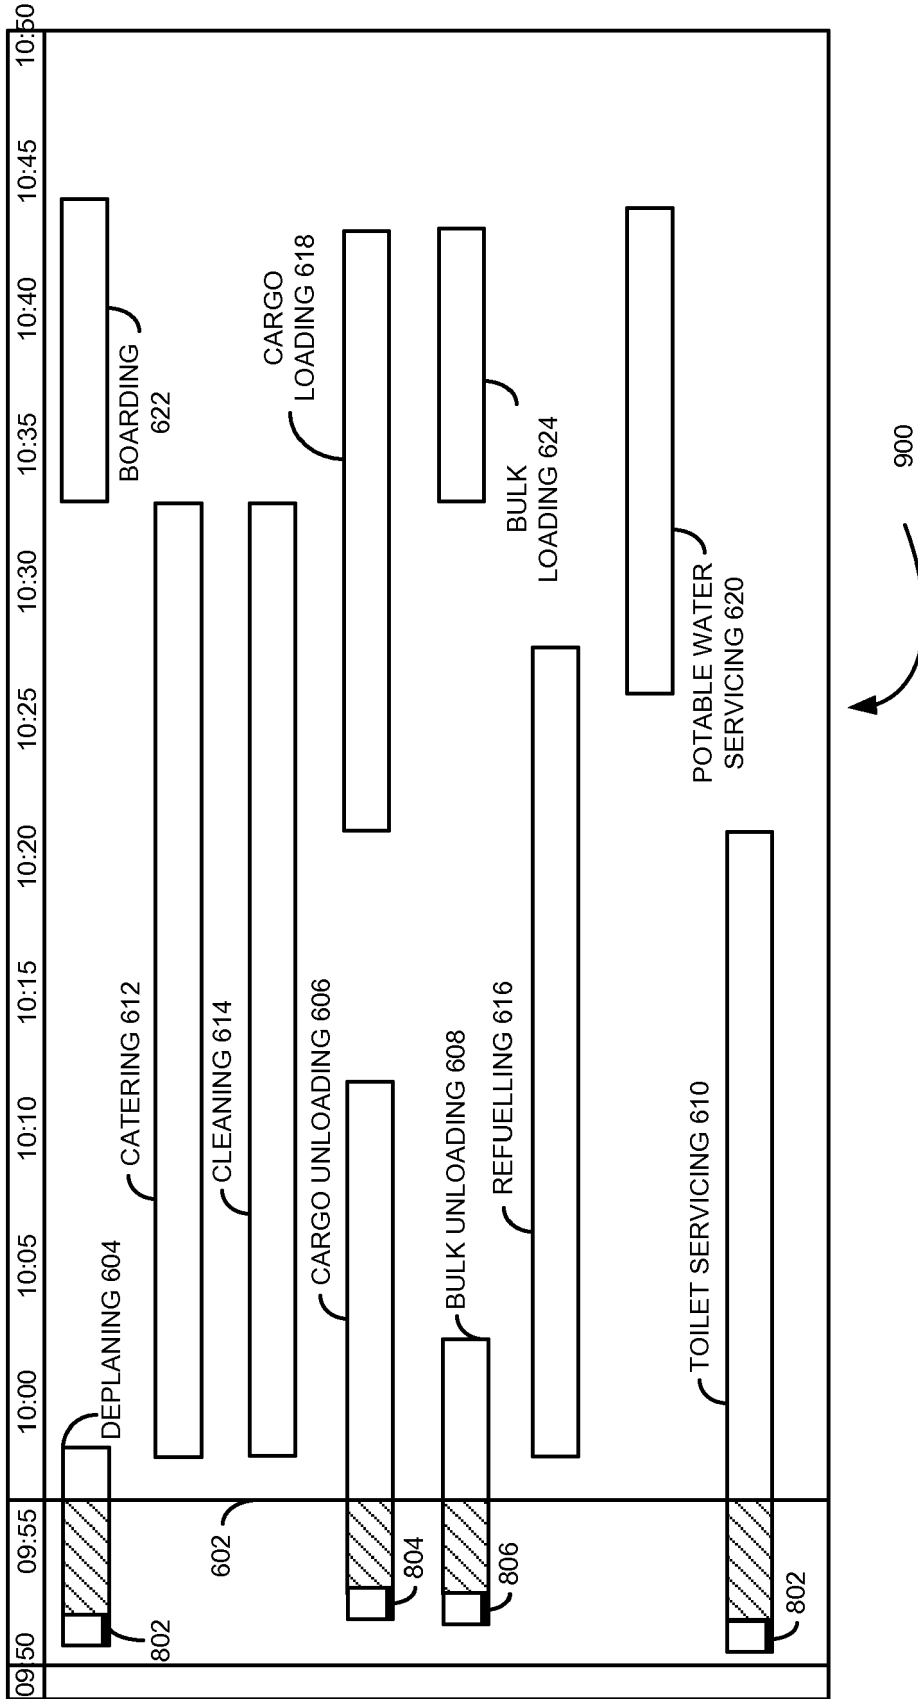 09:50
09:55
10:00
10:05
10:10
10:15
10:20
10:25
10:30
10:35
10:40
10:45
10:50
802
DEPLANING 604
BOARDING
622
CATERING 612
602
CLEANING 614
CARGO UNLOADING 606
CARGO
LOADING 618
804
BULK UNLOADING 608
BULK
LOADING 624
806
REFUELLING 616
POTABLE WATER
SERVICING 620
TOILET SERVICING 610
802
900